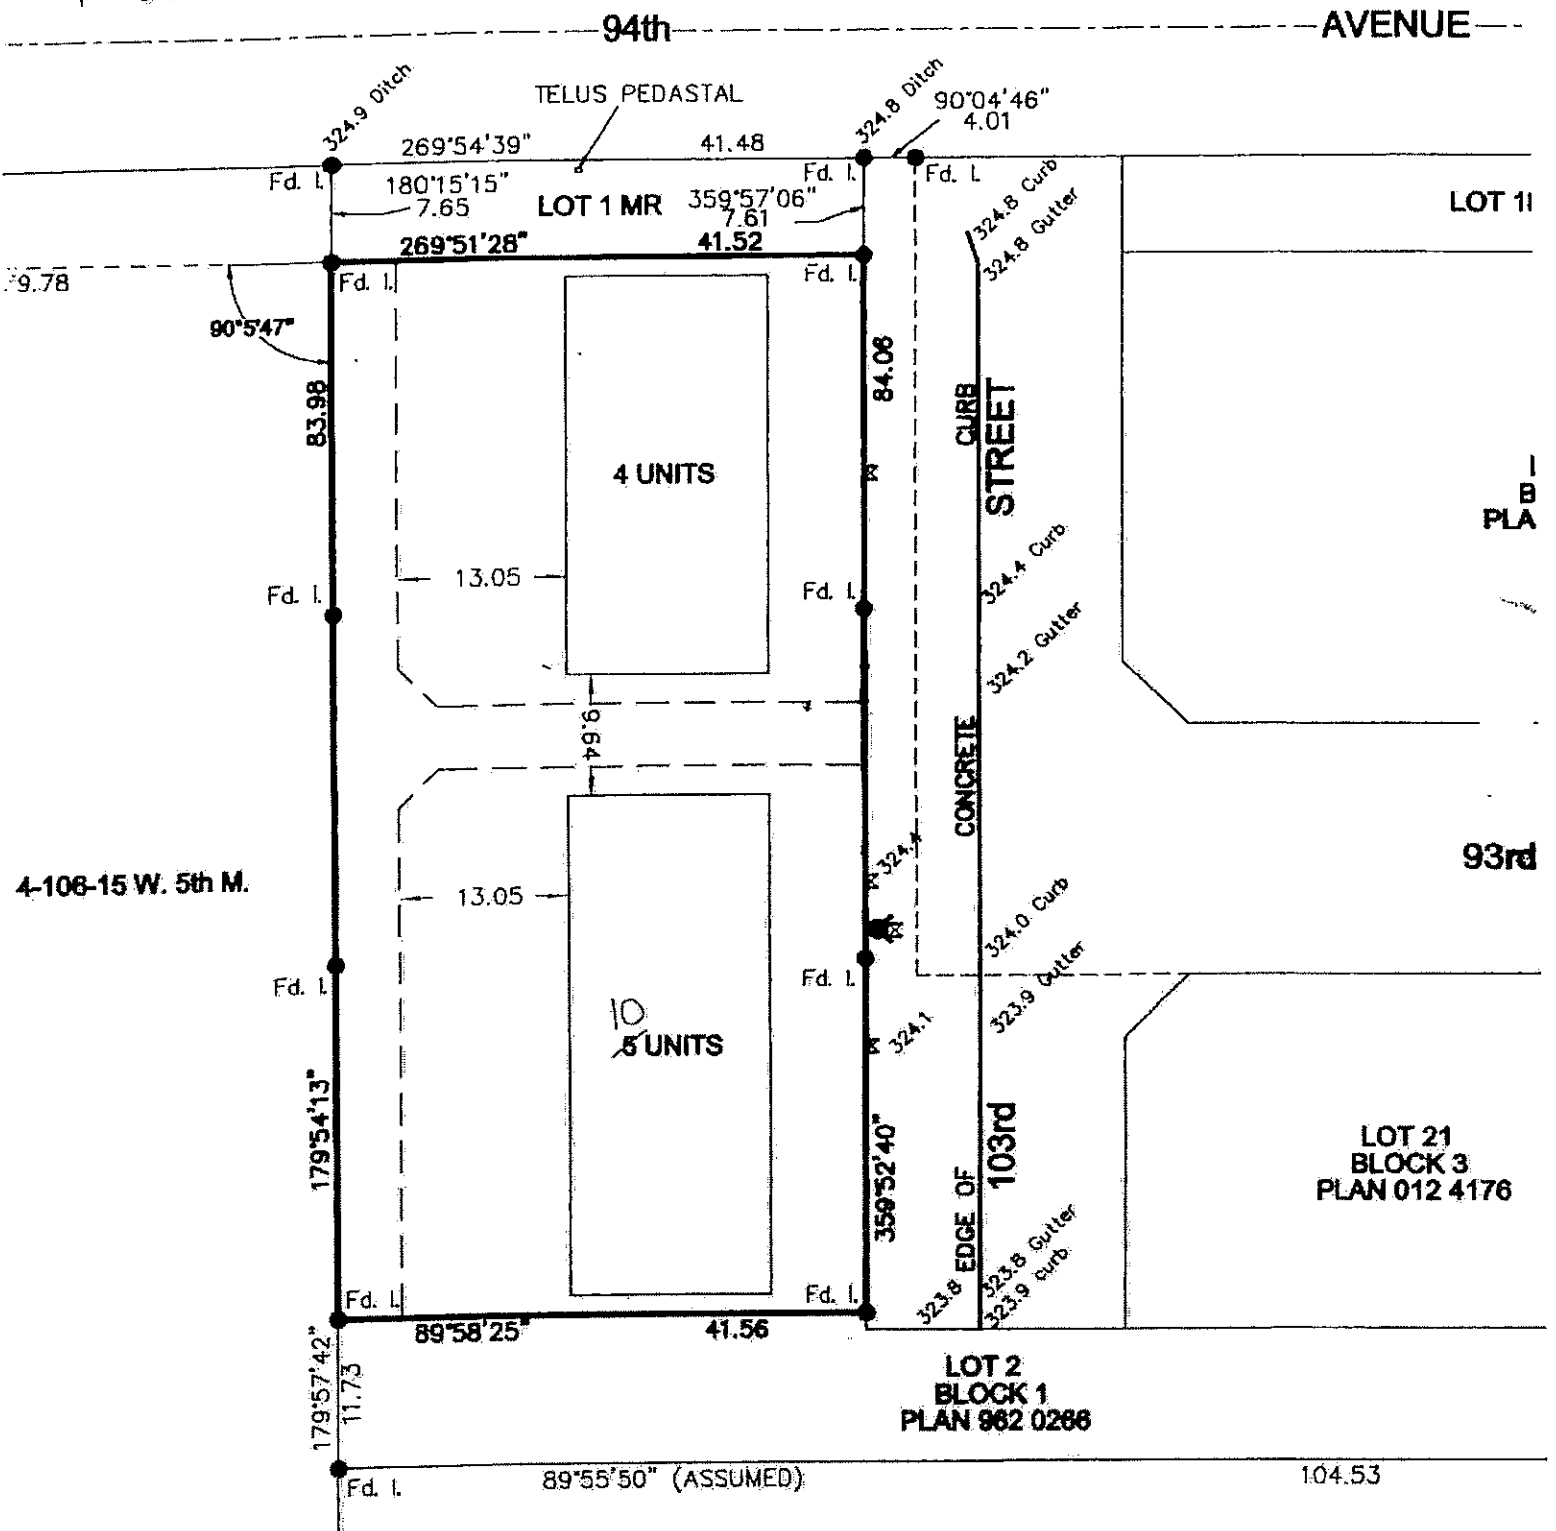 94th AVENUE
324.9 Ditch
TELUS PEDASTAL
324.8 Ditch
90°04'46"
4.01
269°54'39" 41.48
Fd. I.
Fd. I.
Fd. I.
180°15'15"
7.65
LOT 1 MR
359°57'06"
7.61
324.8 Curb
324.8 Gutter
269°51'28" 41.52
9.78
Fd. I.
Fd. I.
90°5'47"
83.98
84.06
CURB
STREET
4 UNITS
B
PLA
13.05
Fd. I.
Fd. I.
324.4 Curb
324.2 Gutter
9.64
CONCRETE
324.4
93rd
4-106-15 W. 5th M.
13.05
324.0 Curb
323.9 Gutter
Fd. I.
Fd. I.
10
5 UNITS
324.1
179°54'13"
359°52'40"
EDGE OF
103rd
LOT 21
BLOCK 3
PLAN 012 4176
323.8
323.8 Gutter
323.9 curb
Fd. I.
Fd. I.
89°58'25" 41.56
179°57'42"
11.73
LOT 2
BLOCK 1
PLAN 962 0266
Fd. I.
89°55'50" (ASSUMED)
104.53